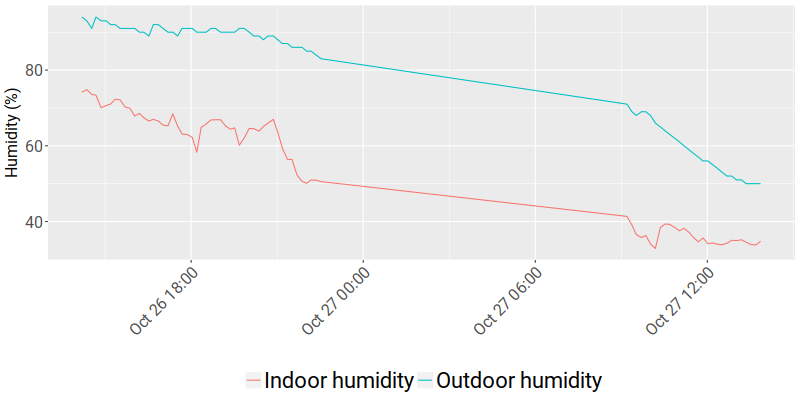 Humidity (%)
80
60
40
Oct 26 18:00
Oct 27 00:00
Oct 27 06:00
Oct 27 12:00
Indoor humidity
Outdoor humidity